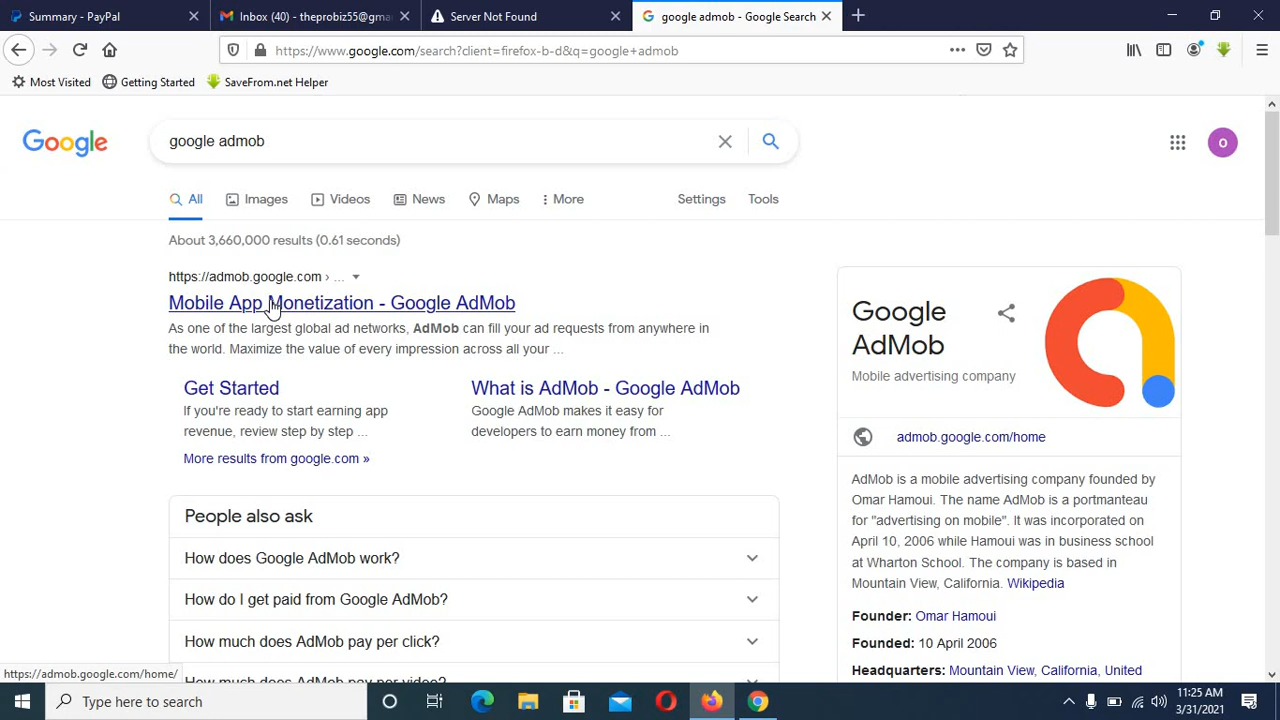 Summary - PayPal
Inbox (40) - theprobiz55@gma
Server Not Found
google admob - Google Search
https://www.google.com/search?client=firefox-b-d&q=google+admob
Most Visited
Getting Started
SaveFrom.net Helper
Google
google admob
O
All
Images
Videos
News
Maps
More
Settings
Tools
About 3,660,000 results (0.61 seconds)
https://admob.google.com › ...
Mobile App Monetization - Google AdMob
As one of the largest global ad networks, AdMob can fill your ad requests from anywhere in
the world. Maximize the value of every impression across all your ...
Get Started
If you're ready to start earning app
revenue, review step by step ...
What is AdMob - Google AdMob
Google AdMob makes it easy for
developers to earn money from ...
More results from google.com »
People also ask
How does Google AdMob work?
How do I get paid from Google AdMob?
How much does AdMob pay per click?
How much does AdMob pay per video?
Google
AdMob
Mobile advertising company
admob.google.com/home
AdMob is a mobile advertising company founded by
Omar Hamoui. The name AdMob is a portmanteau
for "advertising on mobile". It was incorporated on
April 10, 2006 while Hamoui was in business school
at Wharton School. The company is based in
Mountain View, California. Wikipedia
Founder: Omar Hamoui
Founded: 10 April 2006
Headquarters: Mountain View, California, United
https://admob.google.com/home/
Type here to search
11:25 AM
3/31/2021